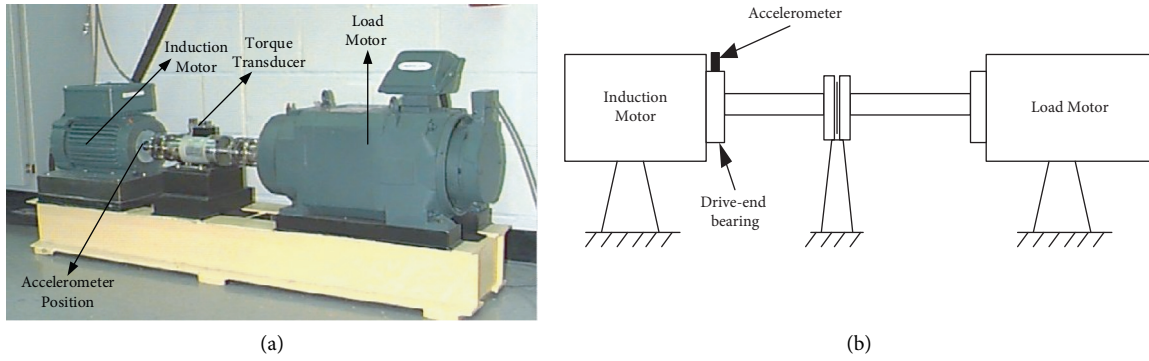 Induction
Motor
Torque
Transducer
Load
Motor
Accelerometer
Position
(a)
Accelerometer
Induction
Motor
Load Motor
Drive-end
bearing
(b)